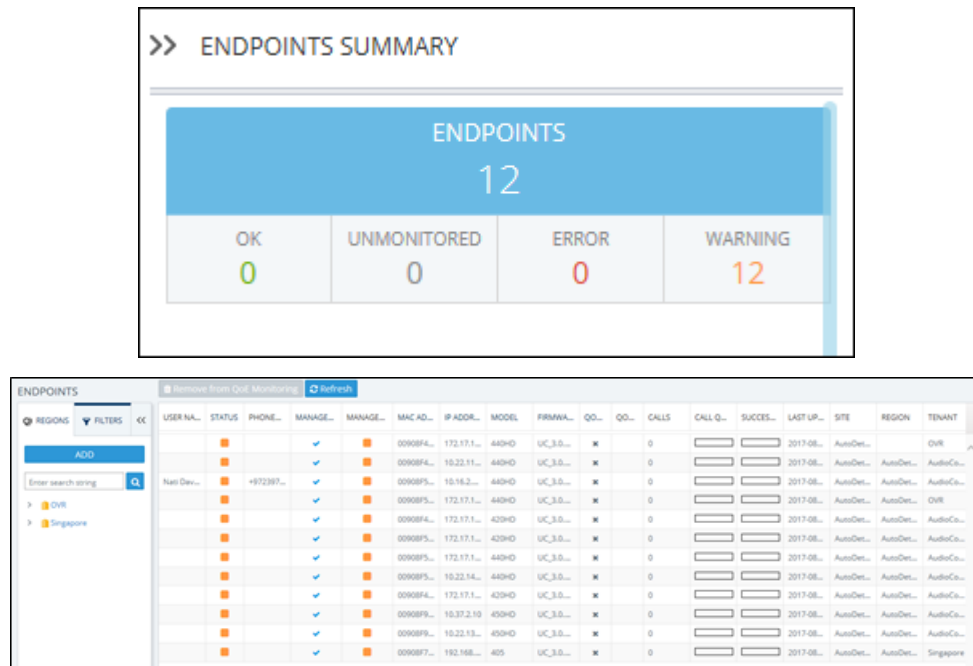 ENDPOINTS SUMMARY
ENDPOINTS
12
OK UNMONITORED ERROR WARNING
0 0 0 12
ENDPOINTS Remove from QoE Monitoring Refresh
REGIONS FILTERS USER NA... STATUS PHONE... MANAGE... MANAGE... MAC AD... IP ADDR... MODEL FIRMWA... QO... QO... CALLS CALL Q... SUCCES... LAST UP... SITE REGION TENANT
ADD
Enter search string
OVR
Singapore
00908F4... 172.17.1... 440HD UC_3.0.... 0 2017-08... AutoDet... OVR
00908F4... 10.22.11... 440HD UC_3.0.... 0 2017-08... AutoDet... AutoDet... AudioCo...
Nati Dev... +972397... 00908F5... 10.16.2.... 440HD UC_3.0.... 0 2017-08... AutoDet... AutoDet... AudioCo...
00908F5... 172.17.1... 440HD UC_3.0.... 0 2017-08... AutoDet... AutoDet... OVR
00908F4... 172.17.1... 420HD UC_3.0.... 0 2017-08... AutoDet... AutoDet... AudioCo...
00908F5... 172.17.1... 420HD UC_3.0.... 0 2017-08... AutoDet... AutoDet... AudioCo...
00908F5... 172.17.1... 440HD UC_3.0.... 0 2017-08... AutoDet... AutoDet... AudioCo...
00908F5... 10.22.14... 440HD UC_3.0.... 0 2017-08... AutoDet... AutoDet... AudioCo...
00908F4... 172.17.1... 420HD UC_3.0.... 0 2017-08... AutoDet... AutoDet... AudioCo...
00908F9... 10.37.2.10 450HD UC_3.0.... 0 2017-08... AutoDet... AutoDet... AudioCo...
00908F9... 10.22.13... 450HD UC_3.0.... 0 2017-08... AutoDet... AutoDet... AudioCo...
00908F7... 192.168.... 405 UC_3.0.... 0 2017-08... AutoDet... AutoDet... Singapore